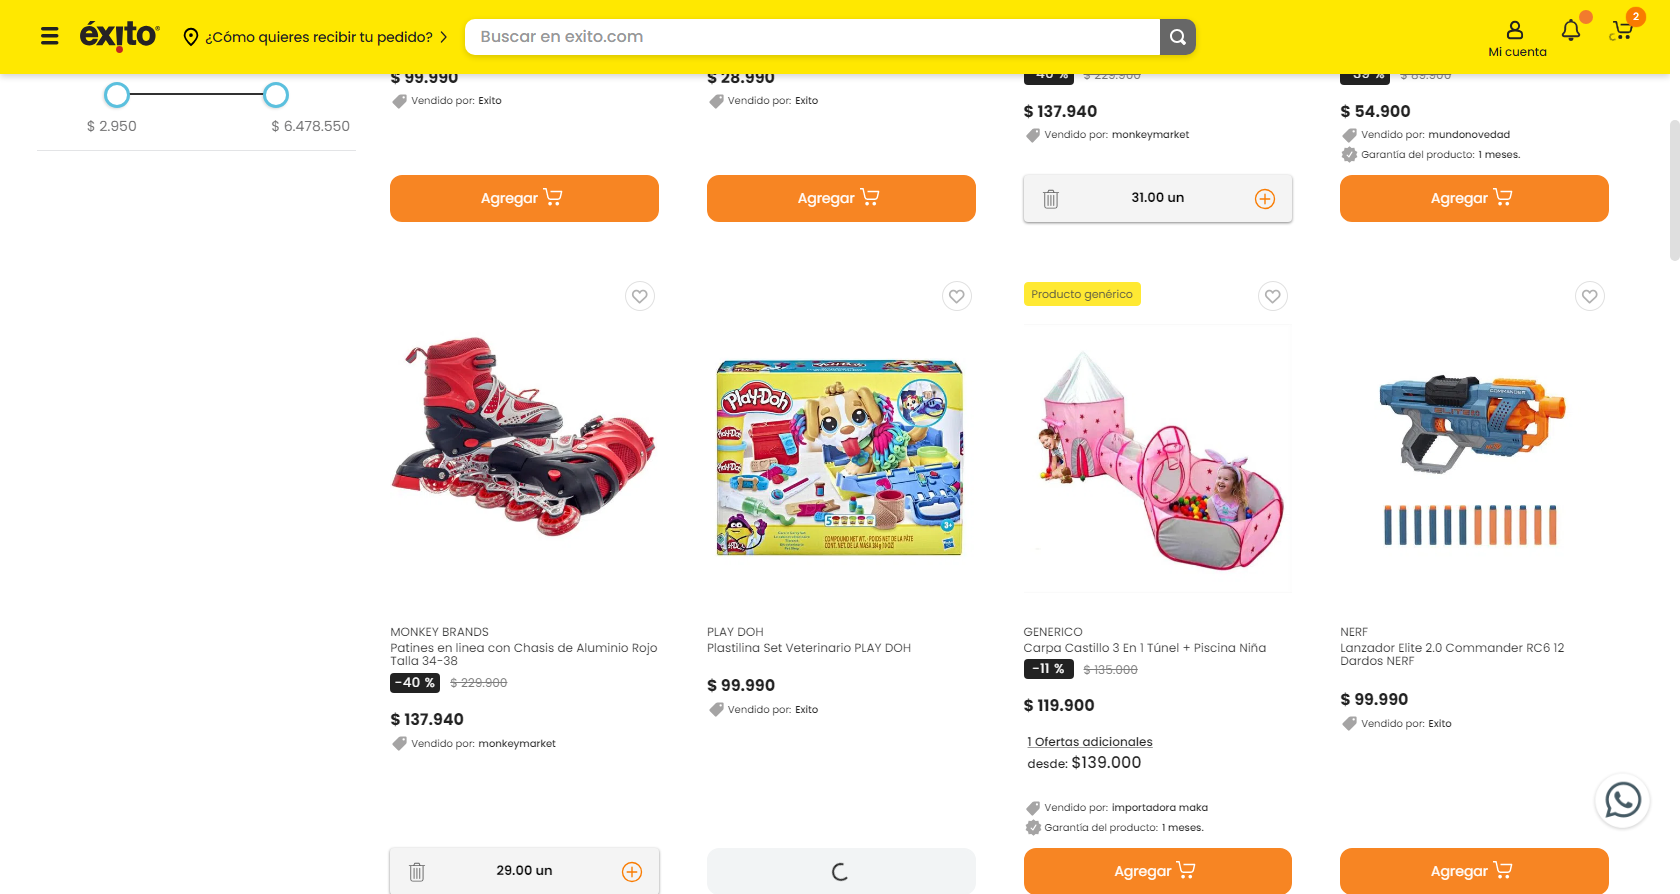 éxito
¿Cómo quieres recibir tu pedido?
Buscar en exito.com
Mi cuenta
2
$ 2.950
$ 6.478.550
$ 99.990
Vendido por: Exito
Agregar
$ 28.990
Vendido por: Exito
Agregar
-40 %
$ 229.900
$ 137.940
Vendido por: monkeymarket
31.00 un
-39 %
$ 89.900
$ 54.900
Vendido por: mundonovedad
Garantía del producto: 1 meses.
Agregar
MONKEY BRANDS
Patines en linea con Chasis de Aluminio Rojo
Talla 34-38
-40 %
$ 229.900
$ 137.940
Vendido por: monkeymarket
29.00 un
Play-Doh
PLAY DOH
Plastilina Set Veterinario PLAY DOH
$ 99.990
Vendido por: Exito
Producto genérico
GENERICO
Carpa Castillo 3 En 1 Túnel + Piscina Niña
-11 %
$ 135.000
$ 119.900
1 Ofertas adicionales
desde: $139.000
Vendido por: importadora maka
Garantía del producto: 1 meses.
Agregar
NERF
Lanzador Elite 2.0 Commander RC6 12
Dardos NERF
$ 99.990
Vendido por: Exito
Agregar